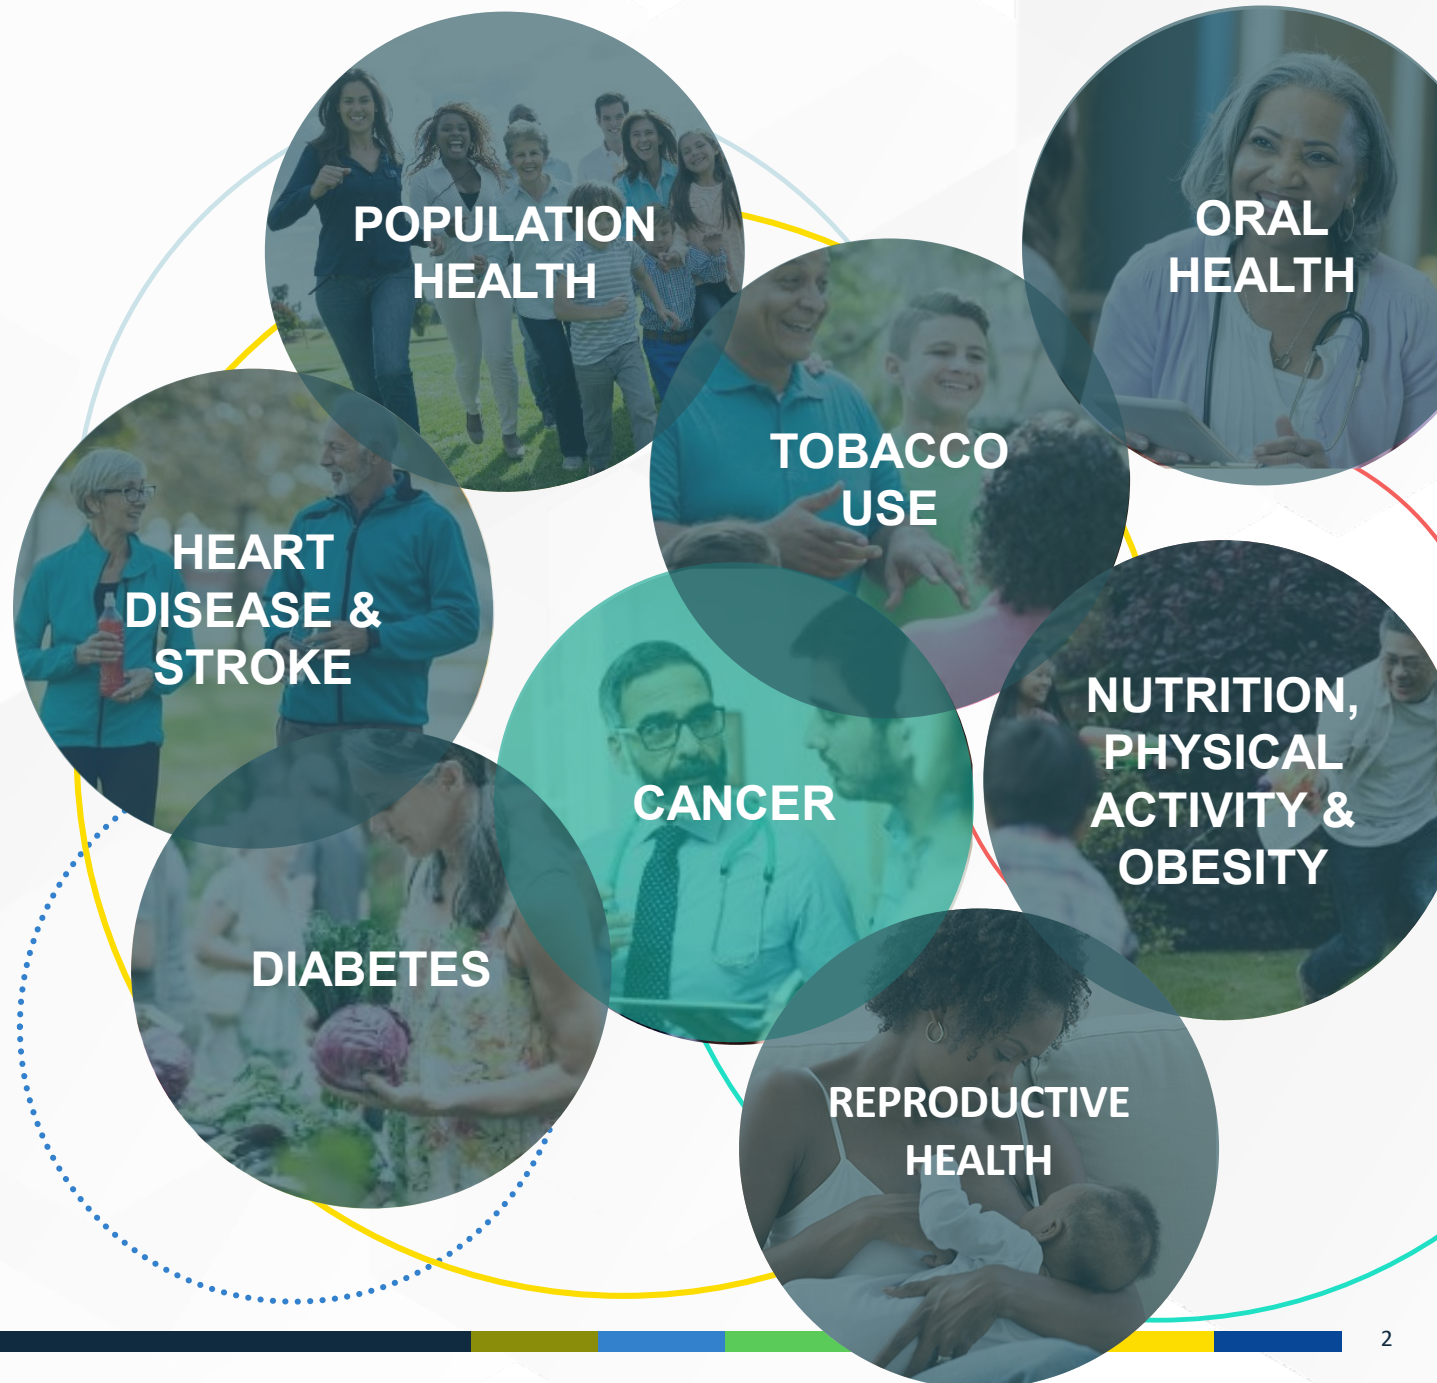 POPULATION
HEALTH
ORAL
HEALTH
TOBACCO
USE
HEART
DISEASE &
STROKE
NUTRITION,
PHYSICAL
ACTIVITY &
OBESITY
CANCER
DIABETES
REPRODUCTIVE
HEALTH
2